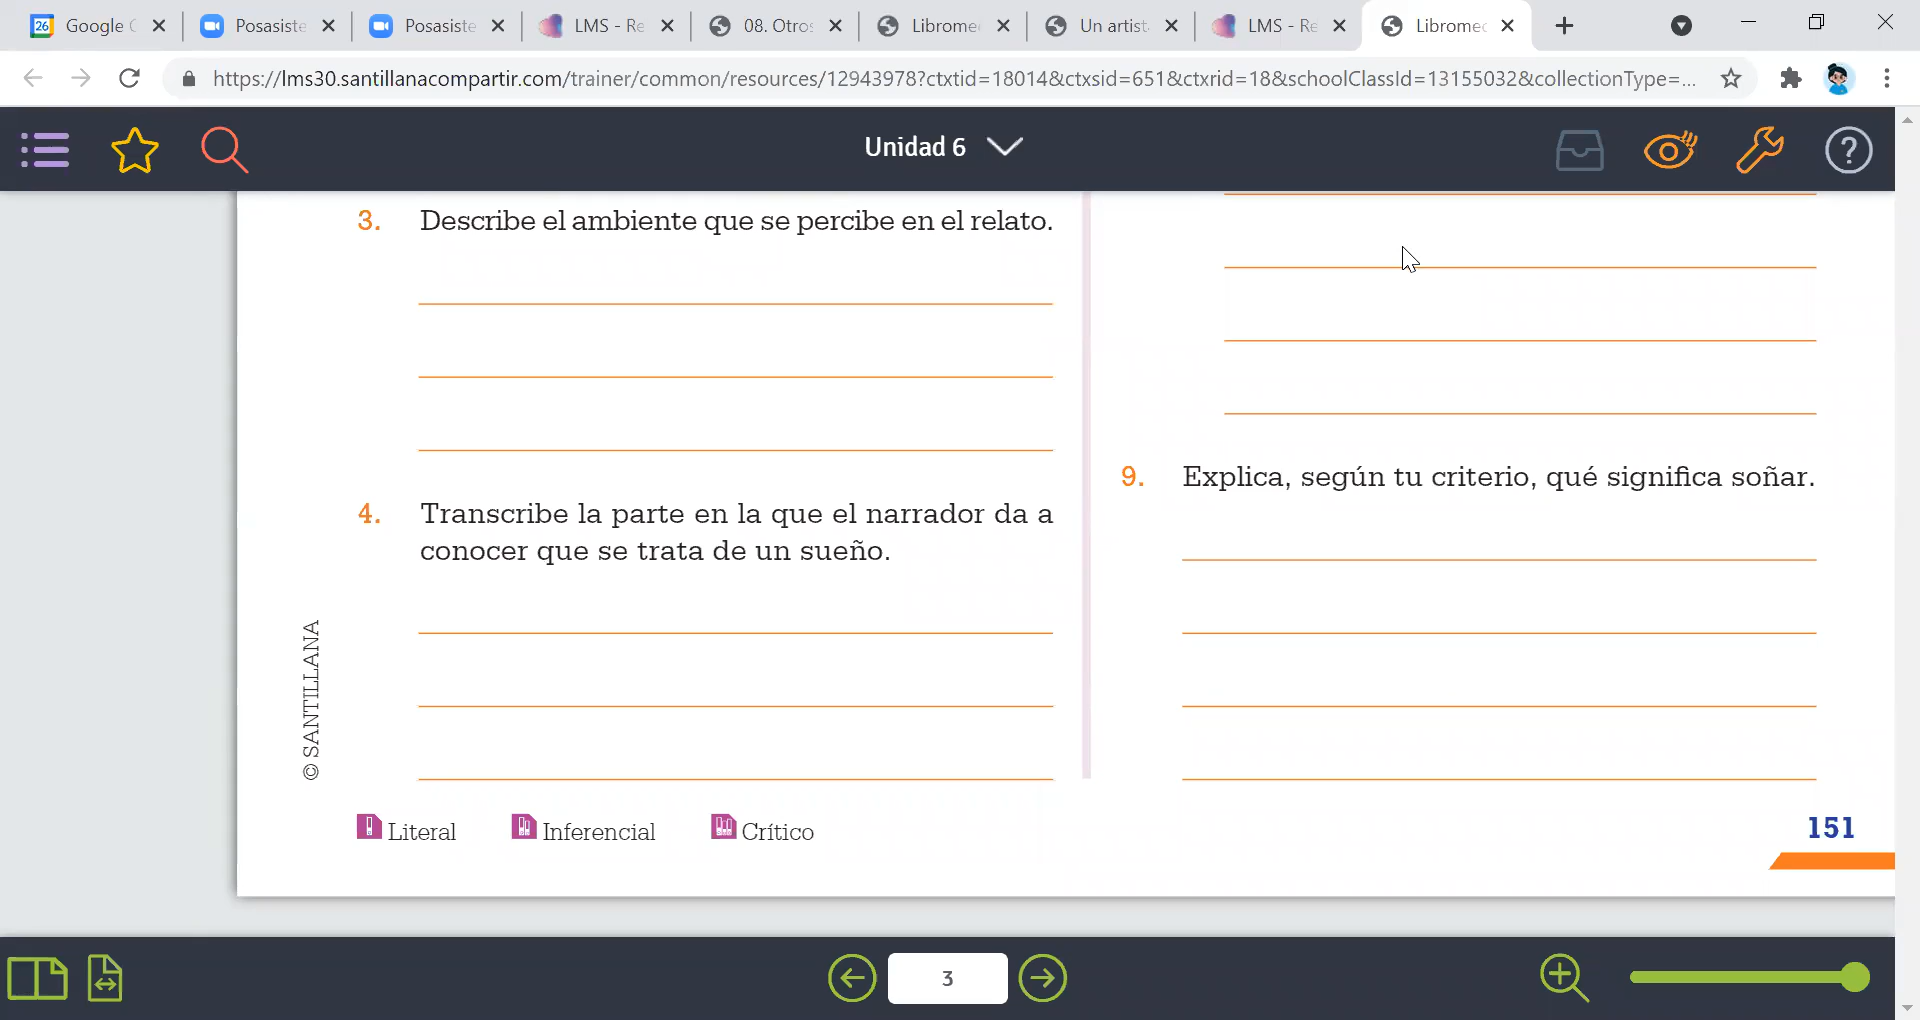 Google C
Posasiste
Posasiste
LMS - Re
08. Otros
Librome
Un artist
LMS - Re
Libromed
https://lms30.santillanacompartir.com/trainer/common/resources/12943978?ctxtid=18014&ctxsid=651&ctxrid=18&schoolClassId=13155032&collectionType=...
Unidad 6
3. Describe el ambiente que se percibe en el relato.
4. Transcribe la parte en la que el narrador da a
conocer que se trata de un sueño.
9. Explica, según tu criterio, qué significa soñar.
© SANTILLANA
Literal Inferencial Crítico
151
3